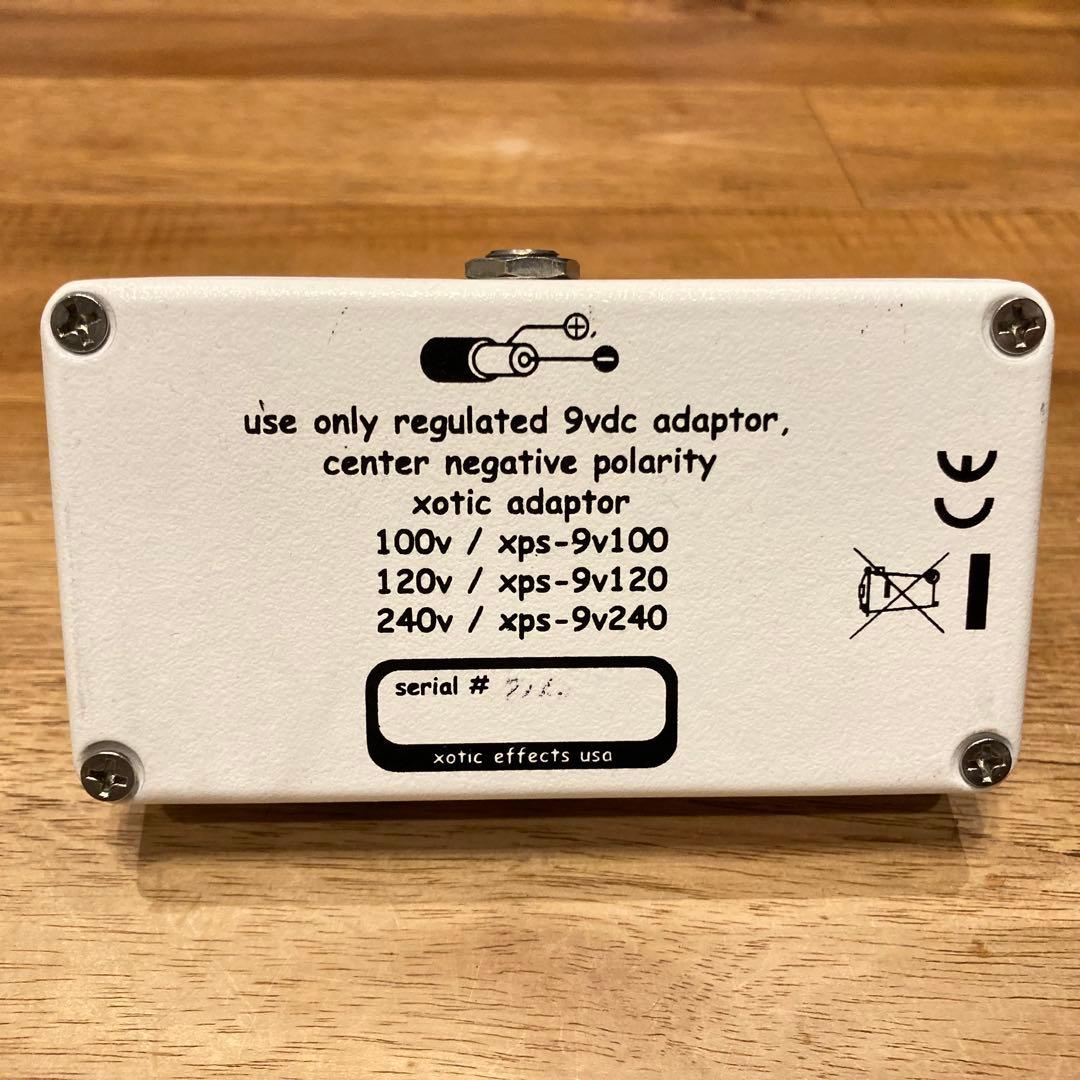 use only regulated 9vdc adaptor,
center negative polarity
xotic adaptor
100v / xps-9v100
120v / xps-9v120
240v / xps-9v240
CE
serial #
xotic effects usa